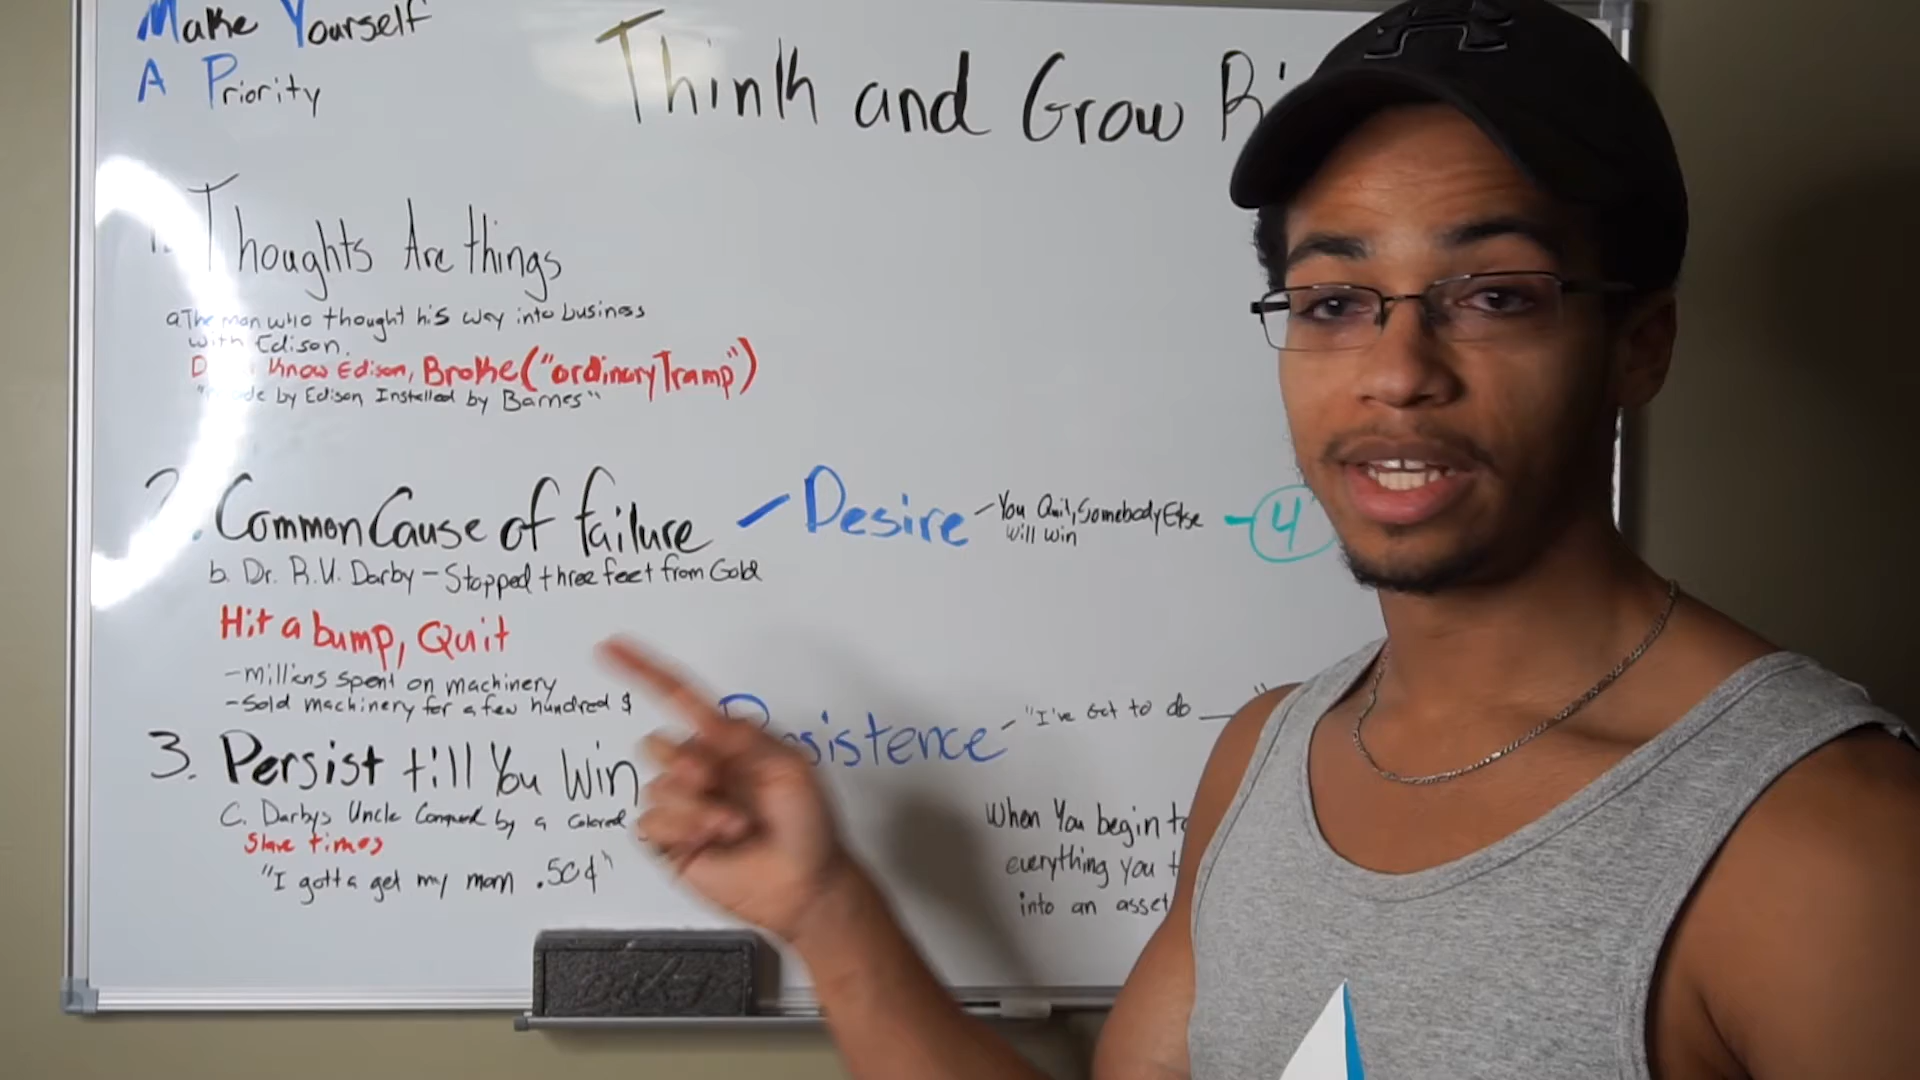 Make Yourself
A Priority
Think and Grow
Thoughts Are things
a. The man who thought his way into business
with Edison.
Know Edison, Broke ("ordinary Tramp")
by Edison Installed by Barnes"
2. Common Cause of failure - Desire - You Quit, Somebody Else
will win - 4
b. Dr. R.U. Darby - Stopped three feet from Gold
Hit a bump, Quit
- millions spent on machinery
- Sold machinery for a few hundred $
Persistence - "I've Got to do __"
3. Persist till You Win
C. Darbys Uncle by a Colored
Slave times
"I gotta get my mom .50¢"
When You begin to
everything you
into an asset